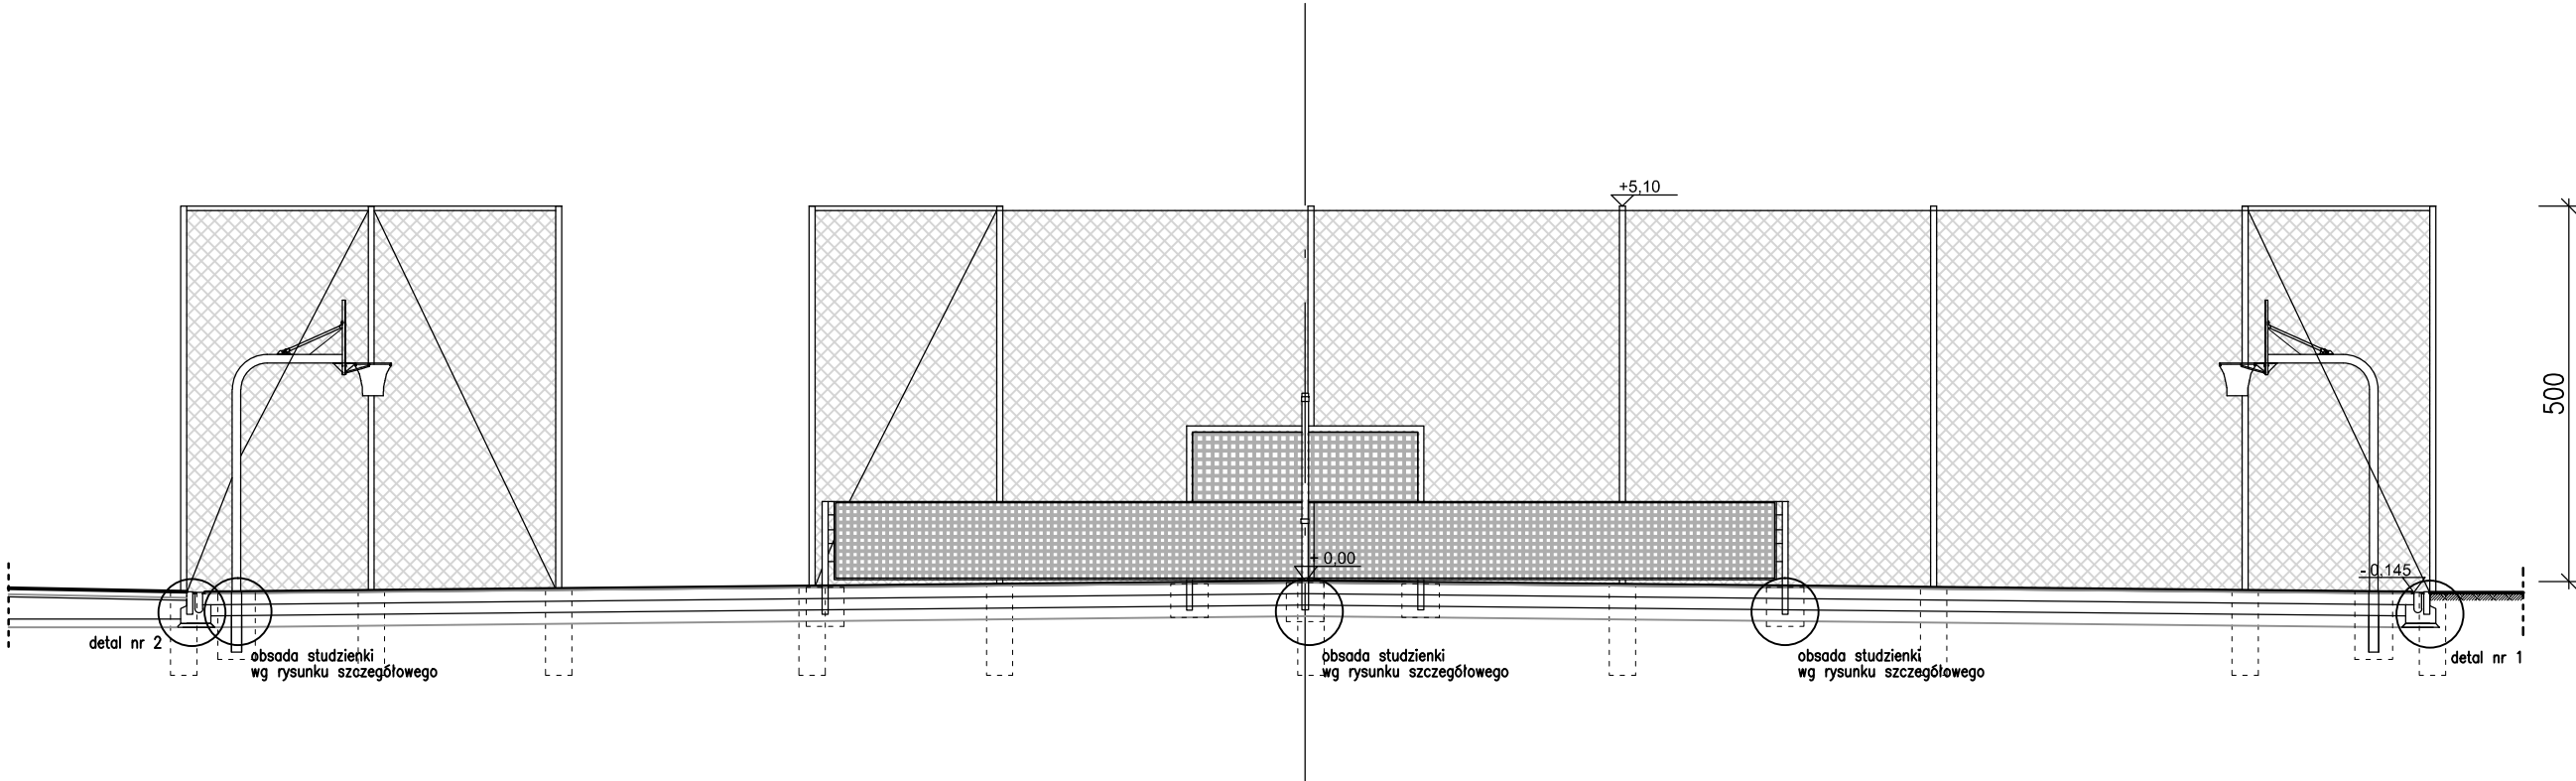 +5,10
500
+ 0,00
- 0,145
detal nr 2
obsada studzienki
wg rysunku szczegółowego
obsada studzienki
wg rysunku szczegółowego
obsada studzienki
wg rysunku szczegółowego
detal nr 1